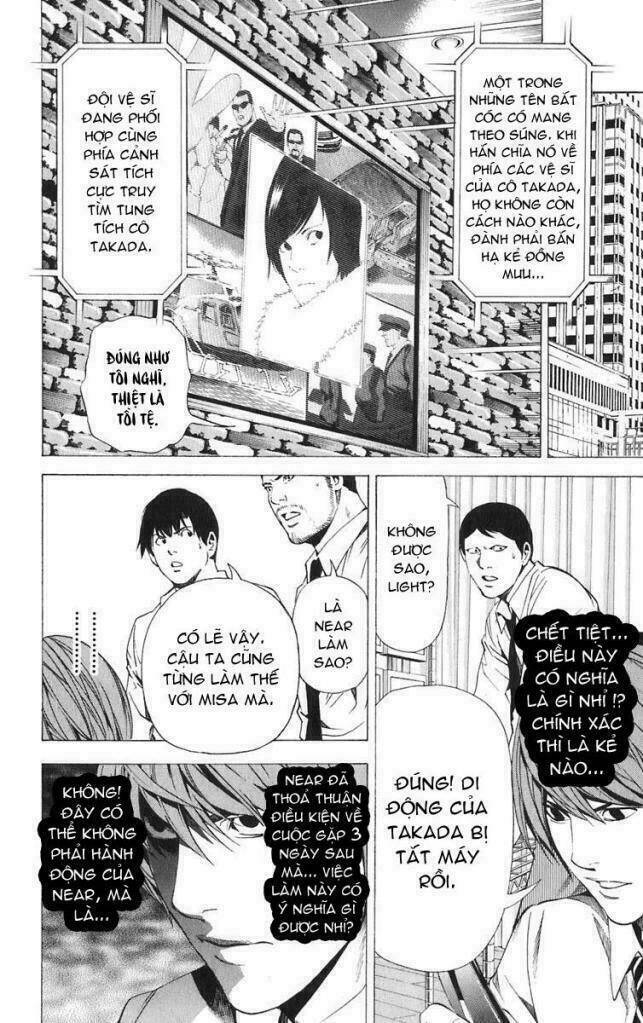 MỘT TRONG
NHỮNG TÊN BẮT
CÓC CÓ MANG
THEO SÚNG. KHI
HẮN CHĨA NÓ VỀ
PHÍA CÁC VỆ SĨ
CỦA CÔ TAKADA,
HỌ KHÔNG CÒN
CÁCH NÀO KHÁC,
ĐÀNH PHẢI BẮN
HẠ KẺ ĐỒNG
MƯU...
ĐỘI VỆ SĨ
ĐANG PHỐI
HỢP CÙNG
PHÍA CẢNH
SÁT TÍCH
CỰC TRUY
TÌM TUNG
TÍCH CÔ
TAKADA.
ĐÚNG NHƯ
TÔI NGHĨ,
THIỆT LÀ
TỒI TỆ.
KHÔNG
ĐƯỢC
SAO,
LIGHT?
CHẾT TIỆT...
ĐIỀU NÀY
CÓ NGHĨA
LÀ GÌ NHỈ !?
CHÍNH XÁC
THÌ LÀ KẺ
NÀO...
ĐÚNG! DI
ĐỘNG CỦA
TAKADA BỊ
TẮT MÁY
RỒI.
LÀ
NEAR
LÀM
SAO?
CÓ LẼ VẬY.
CẬU TA CŨNG
TỪNG LÀM THẾ
VỚI MISA MÀ.
NEAR ĐÃ
THOẢ THUẬN
ĐIỀU KIỆN VỀ
CUỘC GẶP 3
NGÀY SAU
MÀ... VIỆC
LÀM NÀY CÓ
Ý NGHĨA GÌ
ĐƯỢC NHỈ?
KHÔNG!
ĐÂY CÓ
THỂ KHÔNG
PHẢI HÀNH
ĐỘNG CỦA
NEAR, MÀ
LÀ...